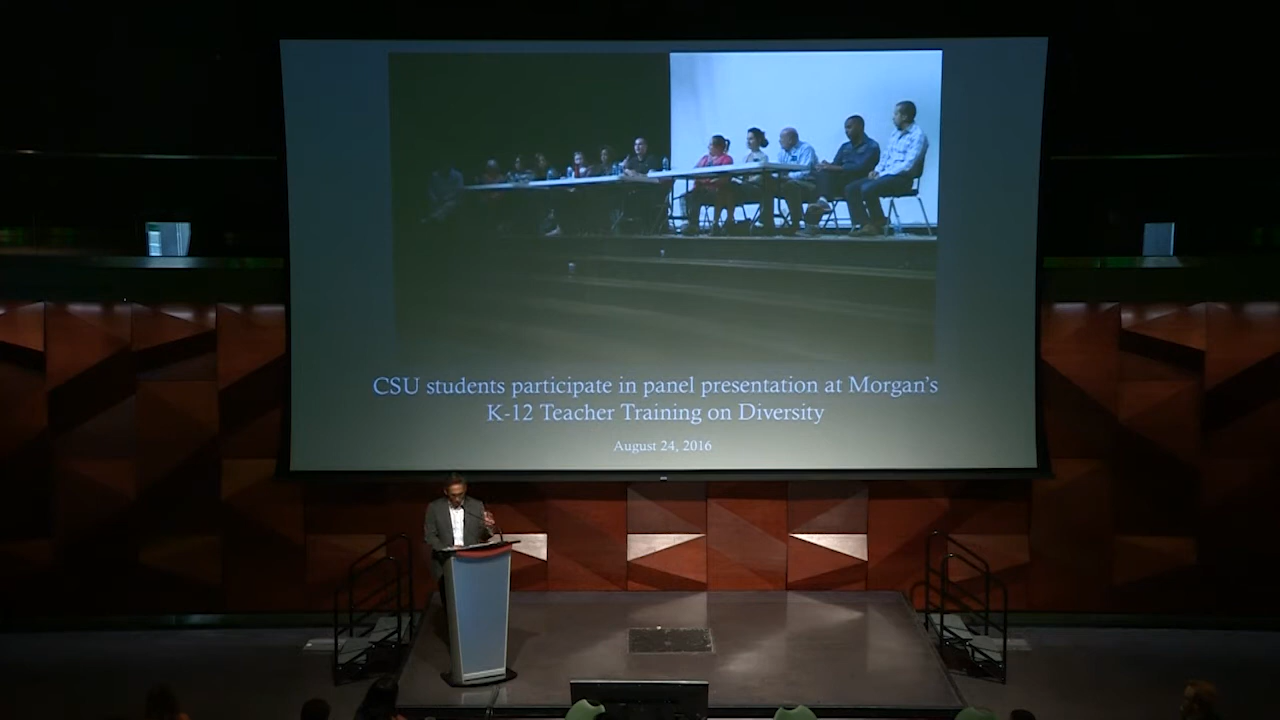 CSU students participate in panel presentation at Morgan's
K-12 Teacher Training on Diversity
August 24, 2016